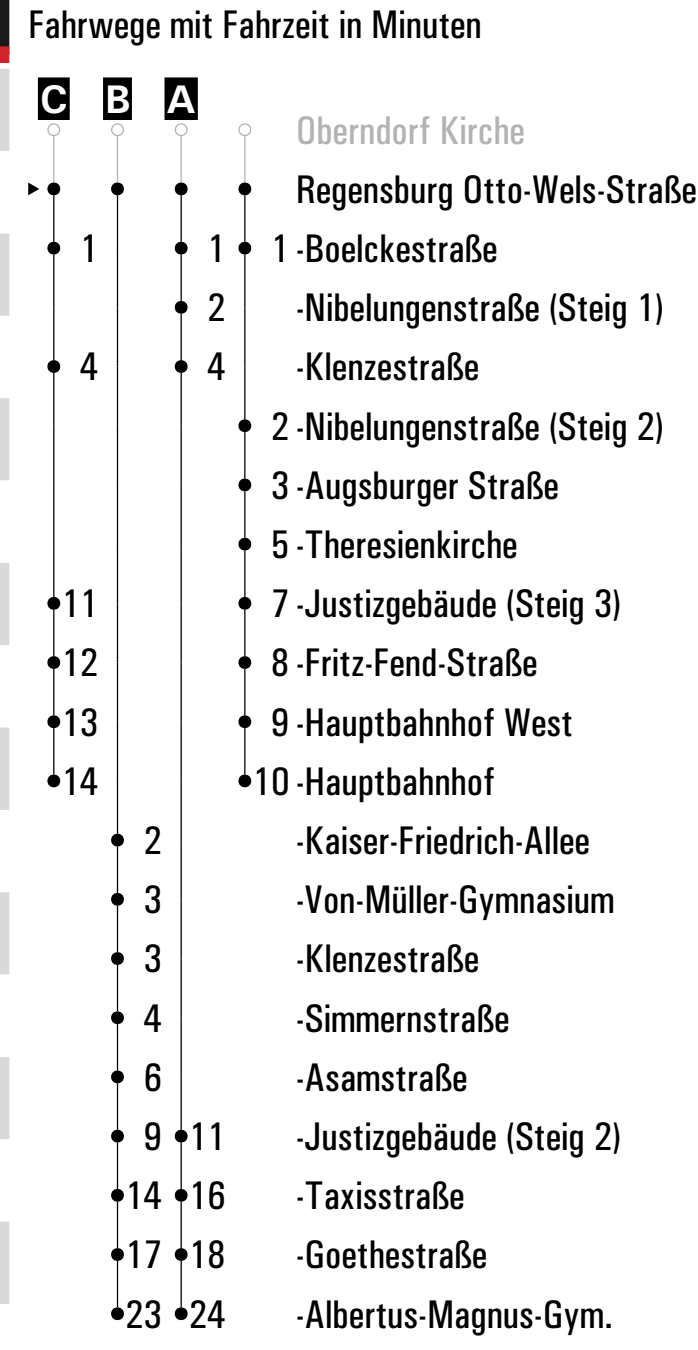 Fahrwege mit Fahrzeit in Minuten
C B A
Oberndorf Kirche
Regensburg Otto-Wels-Straße
1 1 1 -Boelckestraße
2 -Nibelungenstraße (Steig 1)
4 4 -Klenzestraße
2 -Nibelungenstraße (Steig 2)
3 -Augsburger Straße
5 -Theresienkirche
11 7 -Justizgebäude (Steig 3)
12 8 -Fritz-Fend-Straße
13 9 -Hauptbahnhof West
14 10 -Hauptbahnhof
2 -Kaiser-Friedrich-Allee
3 -Von-Müller-Gymnasium
3 -Klenzestraße
4 -Simmernstraße
6 -Asamstraße
9 11 -Justizgebäude (Steig 2)
14 16 -Taxisstraße
17 18 -Goethestraße
23 24 -Albertus-Magnus-Gym.